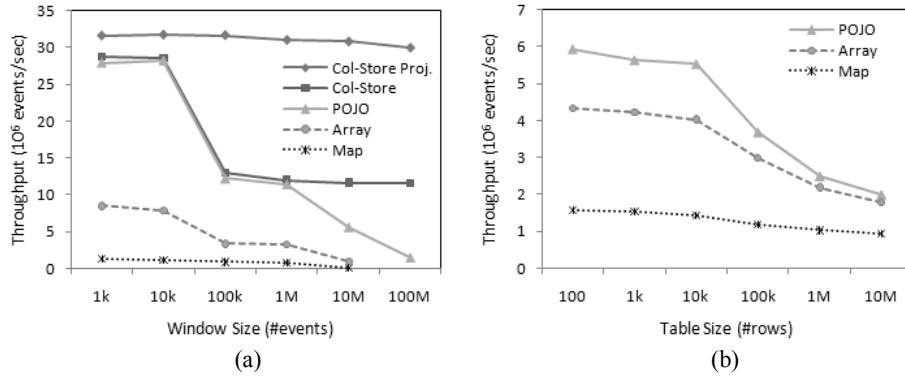 35
30
25
20
15
10
5
0
Throughput (10⁶ events/sec)
Col-Store Proj.
Col-Store
POJO
Array
Map
1k 10k 100k 1M 10M 100M
Window Size (#events)
(a)
7
6
5
4
3
2
1
0
Throughput (10⁶ events/sec)
POJO
Array
Map
100 1k 10k 100k 1M 10M
Table Size (#rows)
(b)